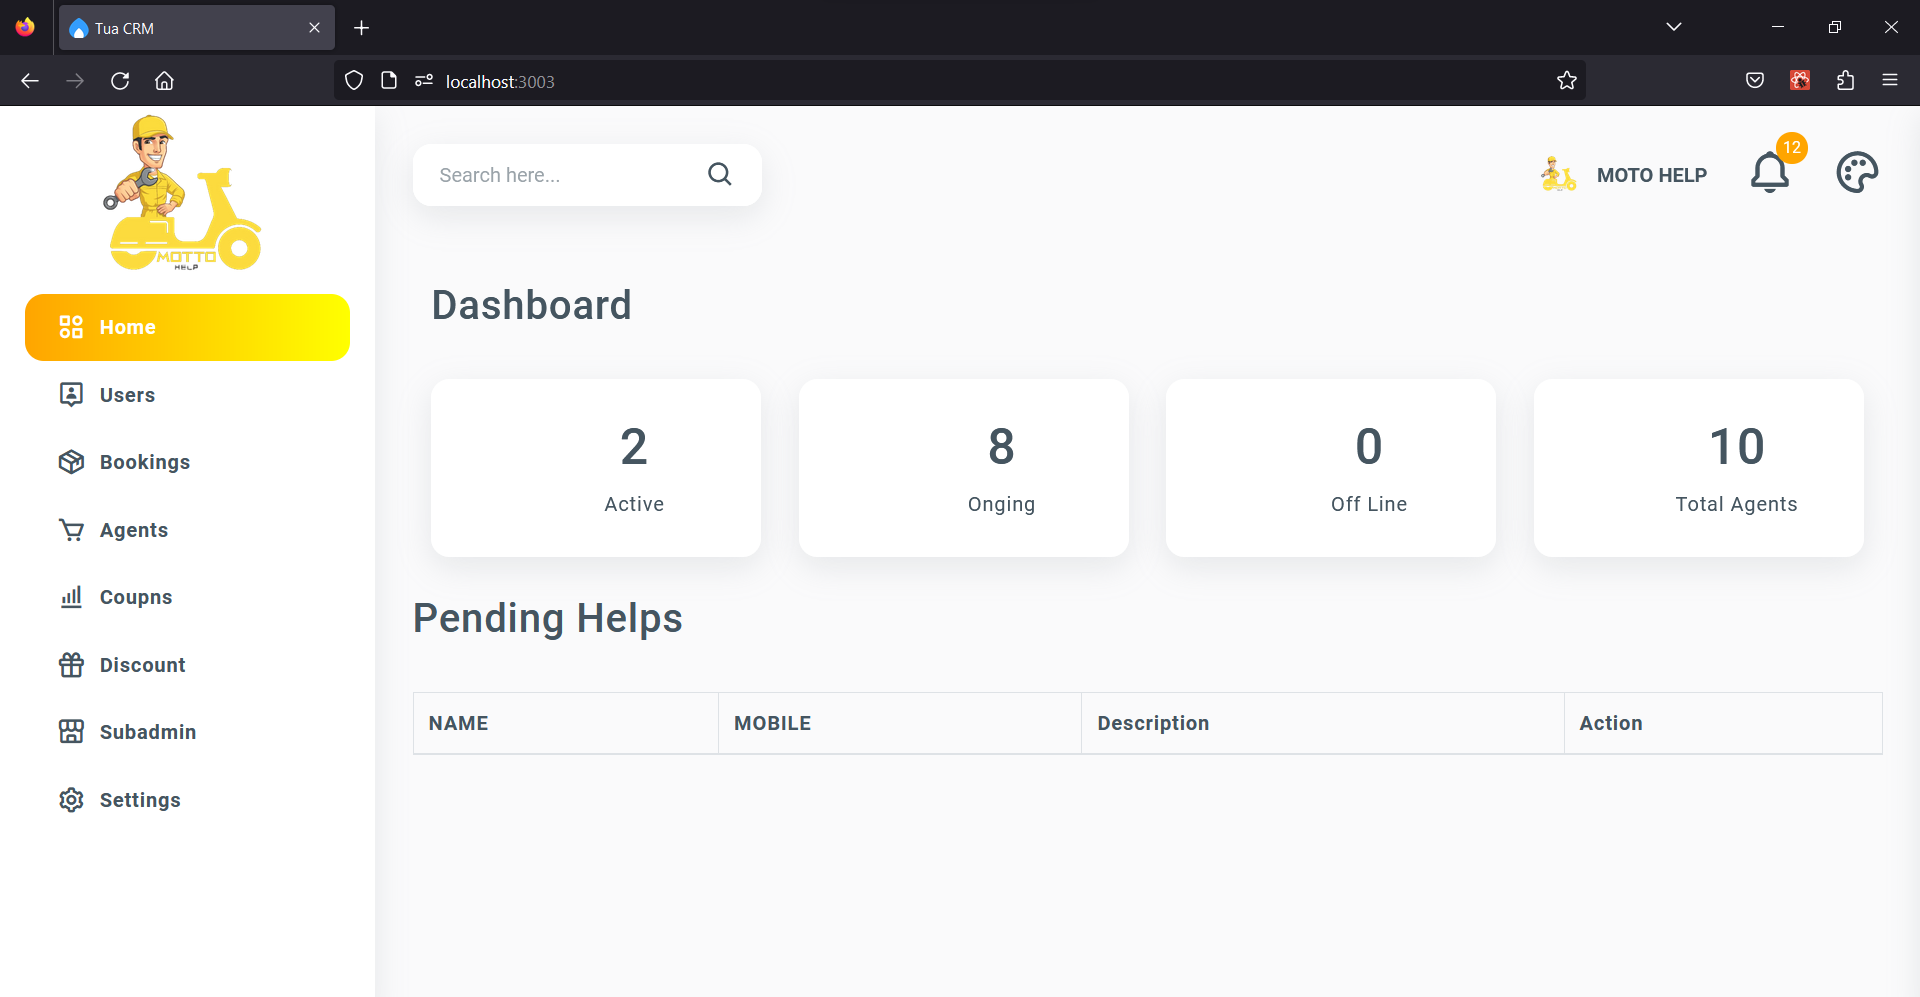 Tua CRM
localhost:3003
MOTTO
HELP
Search here...
MOTO HELP
12
Home
Users
Bookings
Agents
Coupns
Discount
Subadmin
Settings
Dashboard
2
Active
8
Onging
0
Off Line
10
Total Agents
Pending Helps
NAME MOBILE Description Action